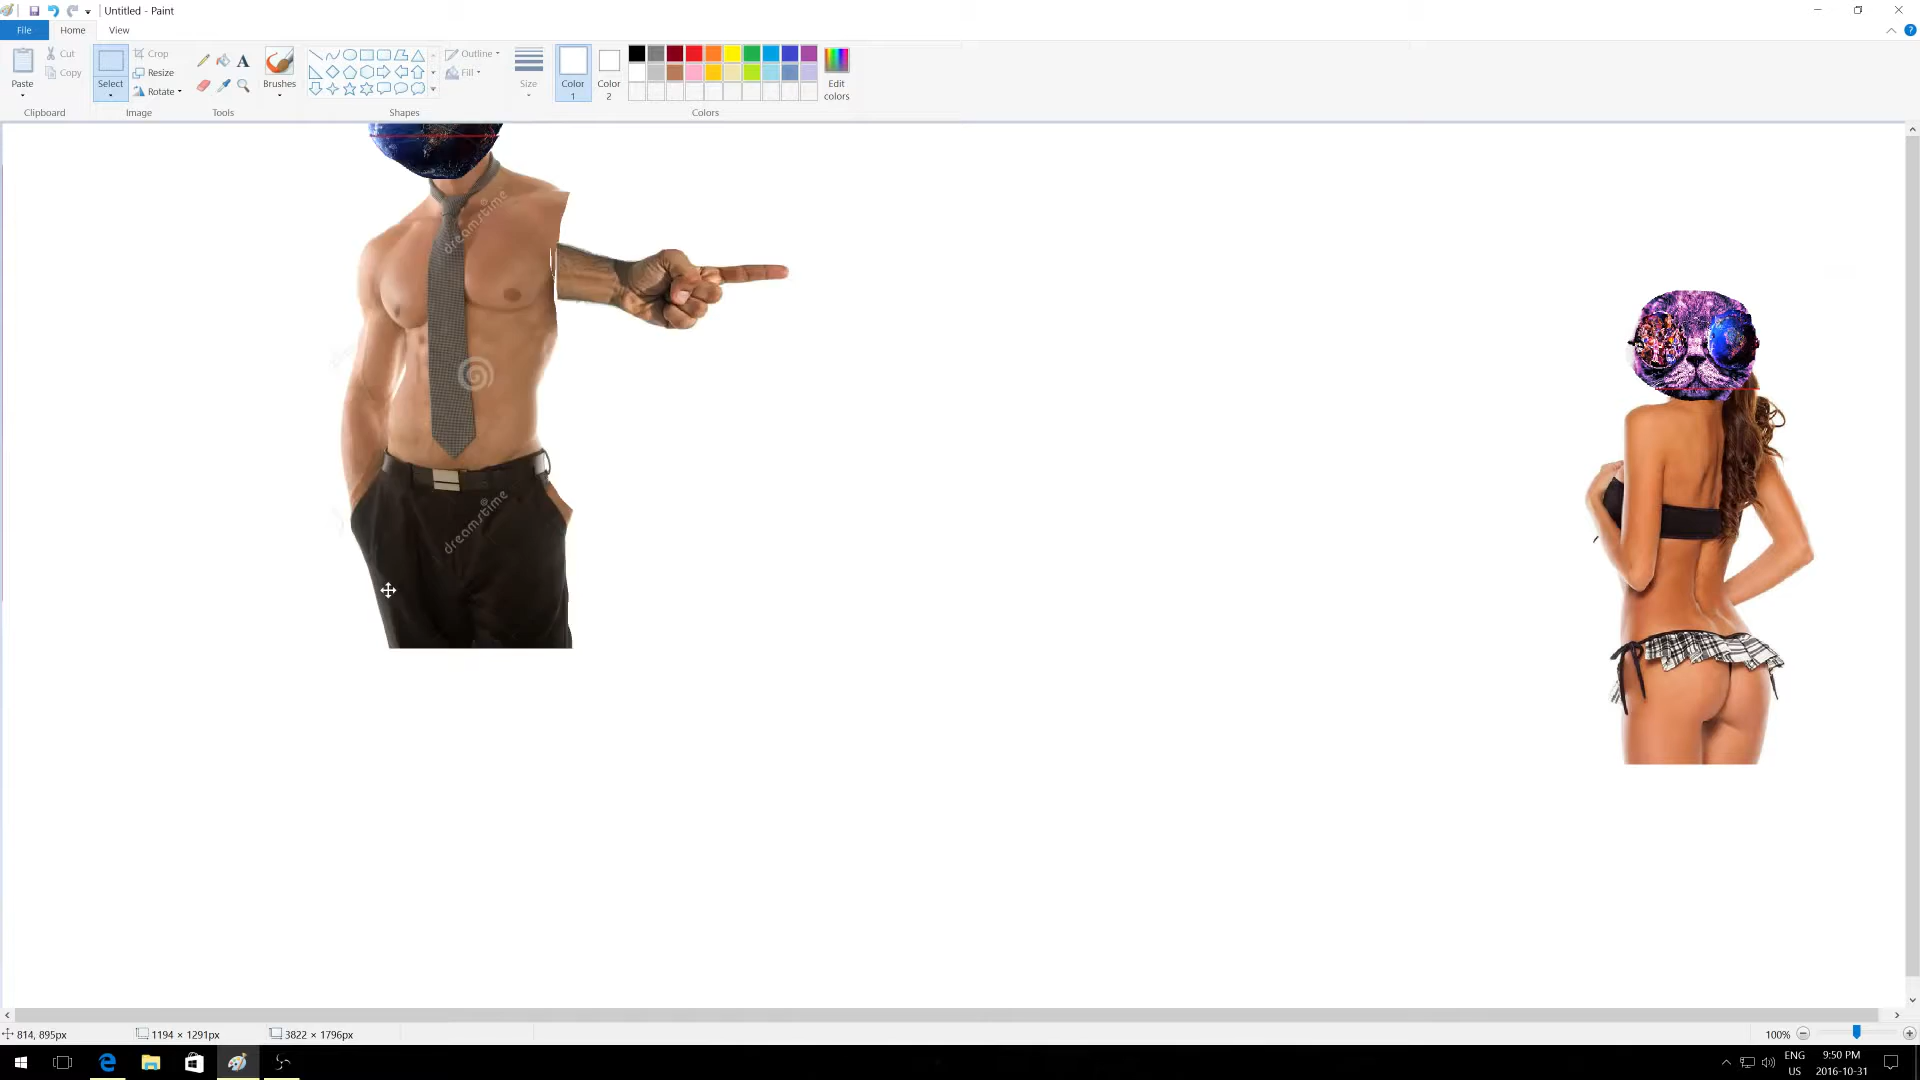 Untitled - Paint
File Home View
Paste
Cut
Copy
Clipboard
Select
Crop
Resize
Rotate
Image
Tools
Brushes
Shapes
Outline
Fill
Size
Color 1
Color 2
Edit colors
Colors
dreamstime
dreamstime
814, 895px
1194 × 1291px
3822 × 1796px
100%
ENG
US
9:50 PM
2016-10-31